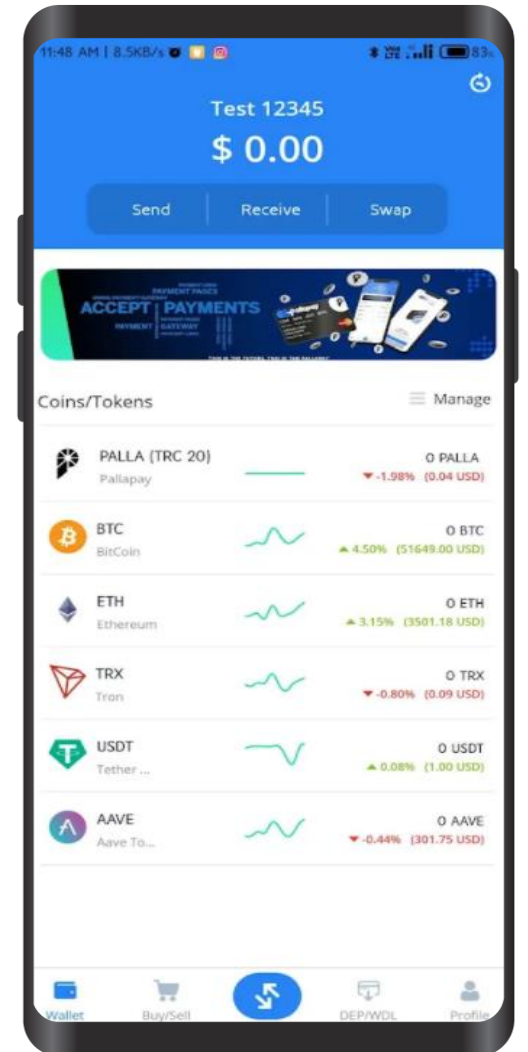 11:48 AM | 8.5KB/s
83%
Test 12345
$ 0.00
Send Receive Swap
PAYMENT PAGES
ACCEPT PAYMENTS
PAYMENT GATEWAY
pallapay
Coins/Tokens
Manage
PALLA (TRC 20) 0 PALLA
Pallapay ▼-1.98% (0.04 USD)
BTC 0 BTC
BitCoin ▲ 4.50% (51649.00 USD)
ETH 0 ETH
Ethereum ▲ 3.15% (3501.18 USD)
TRX 0 TRX
Tron ▼-0.80% (0.09 USD)
USDT 0 USDT
Tether ... ▲ 0.08% (1.00 USD)
AAVE 0 AAVE
Aave To... ▼-0.44% (301.75 USD)
Wallet Buy/Sell DEP/WDL Profile